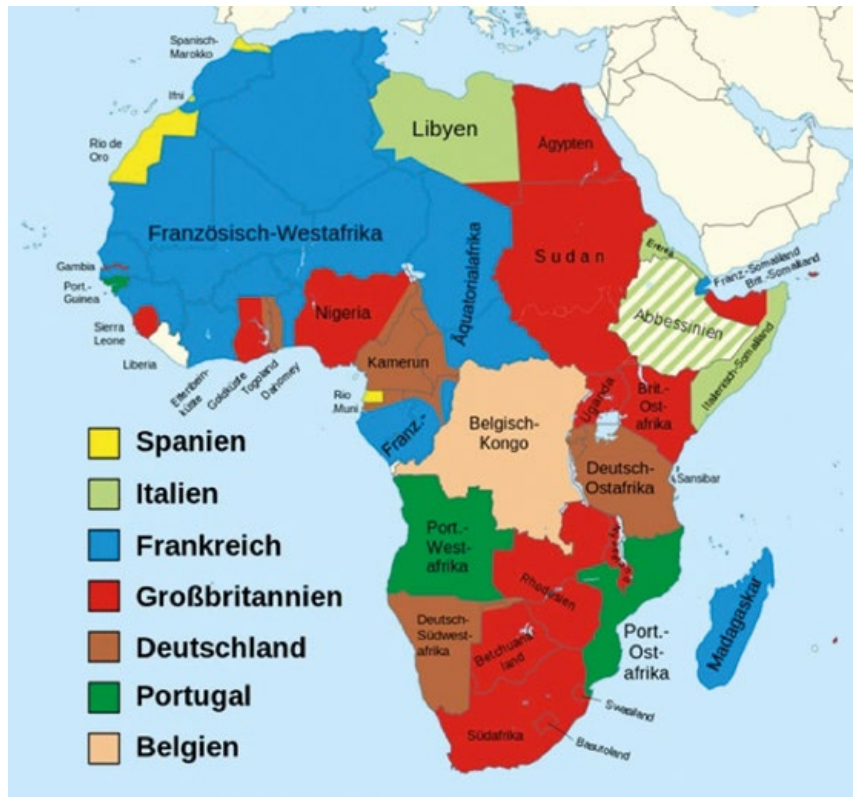 Spanisch-
Marokko
Ifni
Rio de
Oro
Libyen
Ägypten
Französisch-Westafrika
Äquatorialafrika
Sudan
Eritrea
Franz.-Somaliland
Brit.-Somaliland
Gambia
Port.-
Guinea
Sierra
Leone
Liberia
Elfenbein-
küste
Goldküste
Togoland
Dahomey
Nigeria
Kamerun
Rio
Muni
Franz.-
Abbessinien
Italienisch-Somaliland
Uganda
Brit.-
Ost-
afrika
Belgisch-
Kongo
Deutsch-
Ostafrika
Sansibar
Port.-
West-
afrika
Rhodesien
Deutsch-
Südwest-
afrika
Betchuana-
land
Port.-
Ost-
afrika
Madagaskar
Swasiland
Südafrika
Basutoland
Spanien
Italien
Frankreich
Großbritannien
Deutschland
Portugal
Belgien